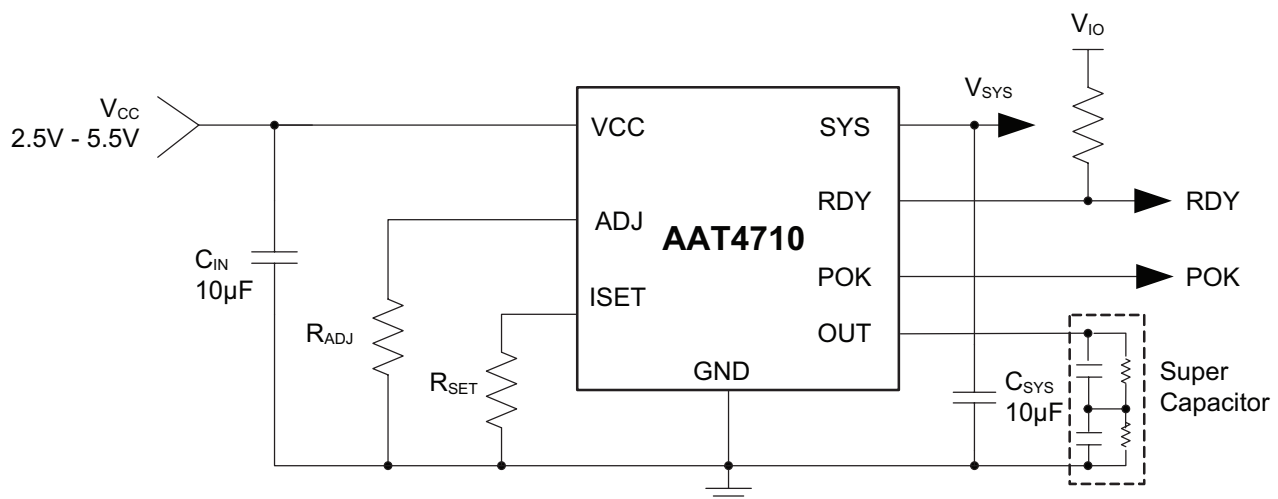 V_IO
V_CC
2.5V - 5.5V
V_SYS
VCC
SYS
ADJ
RDY
RDY
AAT4710
C_IN
10µF
ISET
POK
POK
R_ADJ
OUT
R_SET
GND
C_SYS
10µF
Super
Capacitor